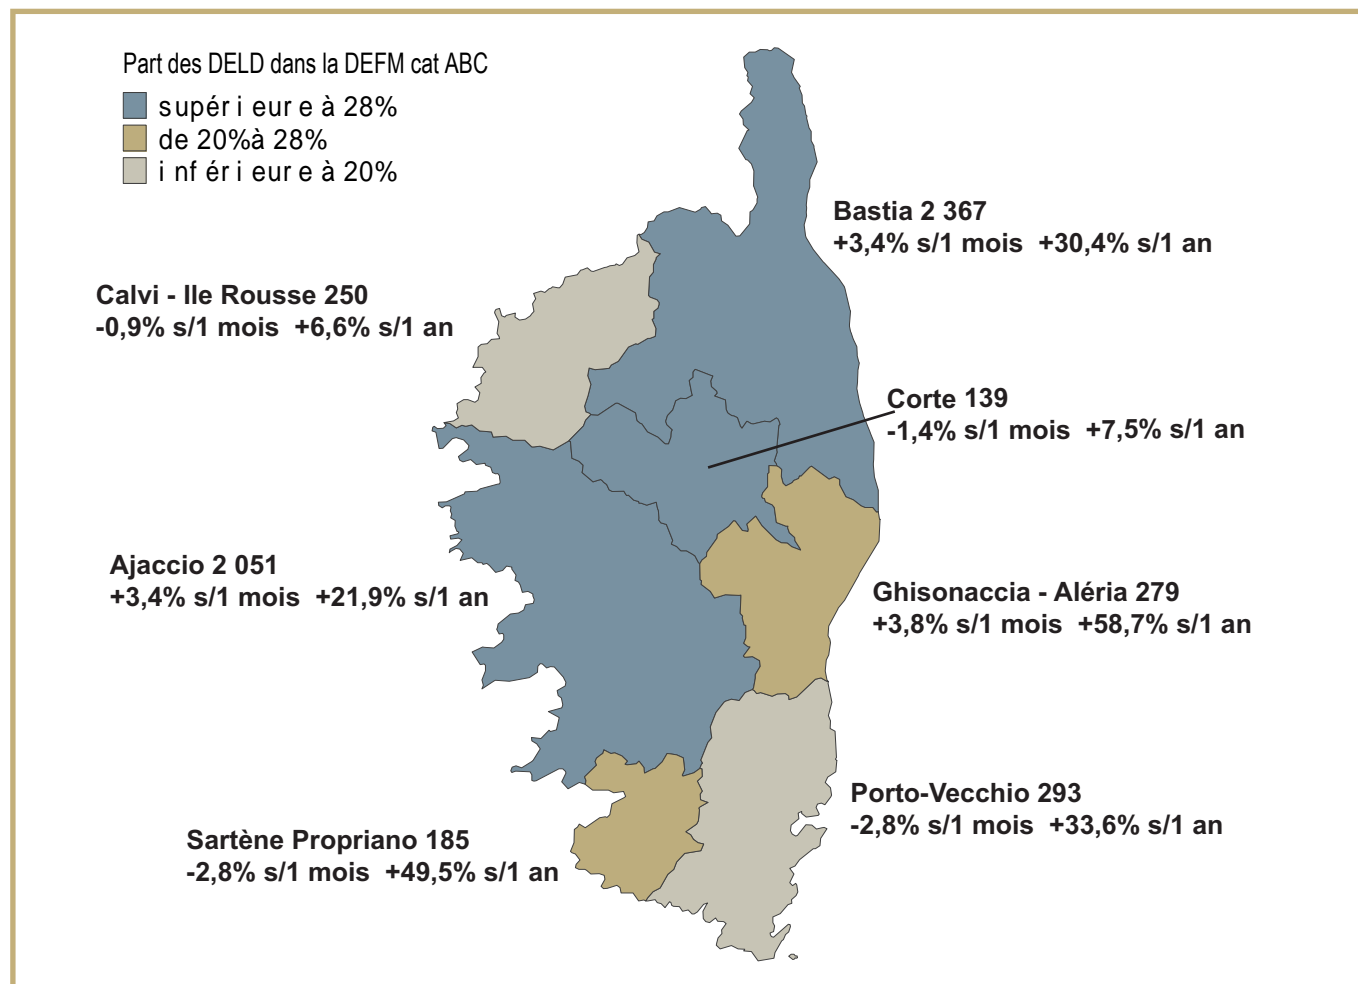 Part des DELD dans la DEFM cat ABC
supérieure à 28%
de 20%à 28%
inférieure à 20%
Bastia 2 367
+3,4% s/1 mois +30,4% s/1 an
Calvi - Ile Rousse 250
-0,9% s/1 mois +6,6% s/1 an
Corte 139
-1,4% s/1 mois +7,5% s/1 an
Ajaccio 2 051
+3,4% s/1 mois +21,9% s/1 an
Ghisonaccia - Aléria 279
+3,8% s/1 mois +58,7% s/1 an
Porto-Vecchio 293
-2,8% s/1 mois +33,6% s/1 an
Sartène Propriano 185
-2,8% s/1 mois +49,5% s/1 an